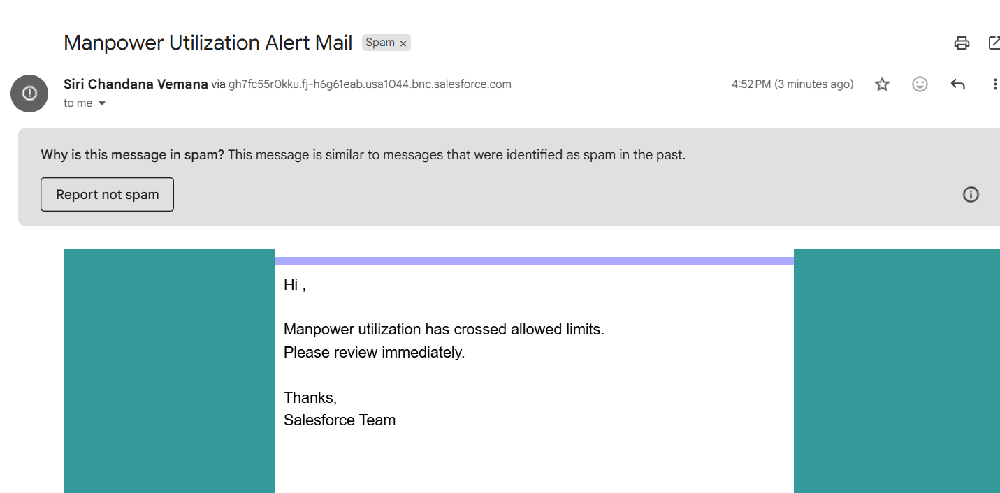 Manpower Utilization Alert Mail Spam ×
Siri Chandana Vemana via gh7fc55r0kku.fj-h6g61eab.usa1044.bnc.salesforce.com 4:52 PM (3 minutes ago)
to me
Why is this message in spam? This message is similar to messages that were identified as spam in the past.
Report not spam
Hi ,
Manpower utilization has crossed allowed limits.
Please review immediately.
Thanks,
Salesforce Team